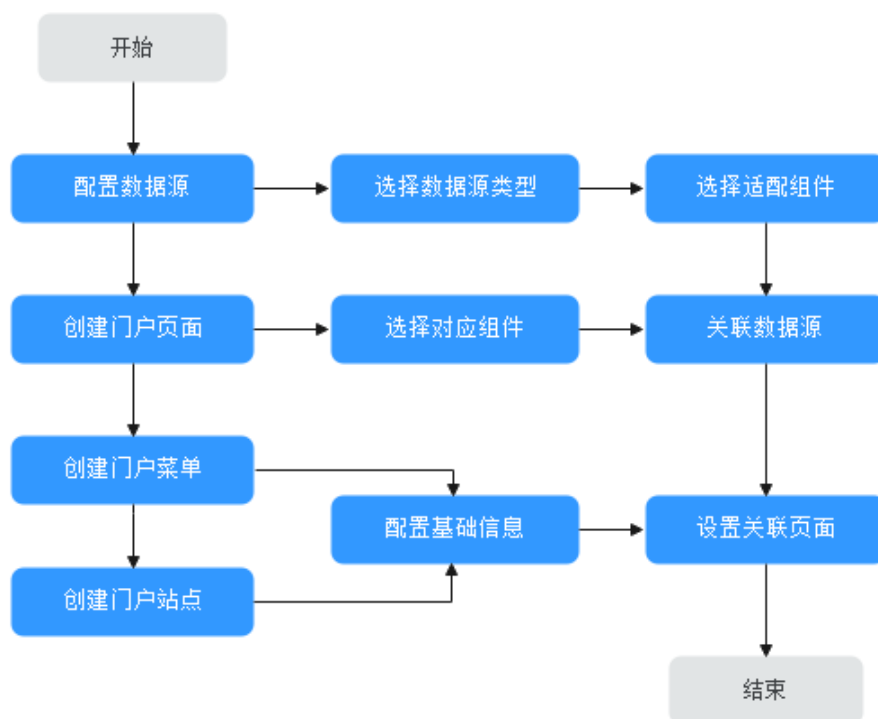 开始
配置数据源
选择数据源类型
选择适配组件
创建门户页面
选择对应组件
关联数据源
创建门户菜单
配置基础信息
设置关联页面
创建门户站点
结束